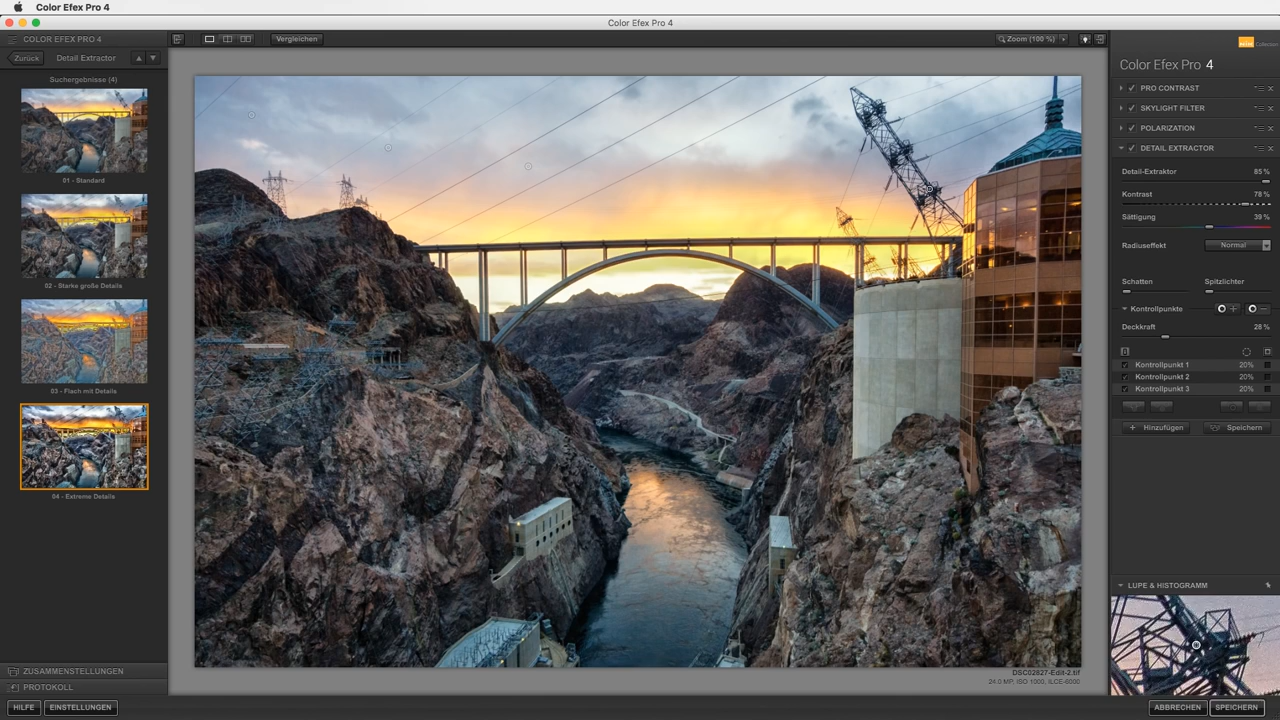 Color Efex Pro 4
Color Efex Pro 4
COLOR EFEX PRO 4
Vergleichen
Zoom (100 %)
Collection
Zurück
Detail Extractor
Suchergebnisse (4)
01 - Standard
02 - Starke große Details
03 - Flach mit Details
04 - Extreme Details
ZUSAMMENSTELLUNGEN
PROTOKOLL
HILFE
EINSTELLUNGEN
DSC02827-Edit-2.tif
24.0 MP, ISO 1000, ILCE-6000
Color Efex Pro 4
PRO CONTRAST
SKYLIGHT FILTER
POLARIZATION
DETAIL EXTRACTOR
Detail-Extraktor 85 %
Kontrast 78 %
Sättigung 39 %
Radiuseffekt Normal
Schatten Spitzlichter
Kontrollpunkte
Deckkraft 28 %
Kontrollpunkt 1 20%
Kontrollpunkt 2 20%
Kontrollpunkt 3 20%
Hinzufügen Speichern
LUPE & HISTOGRAMM
ABBRECHEN SPEICHERN